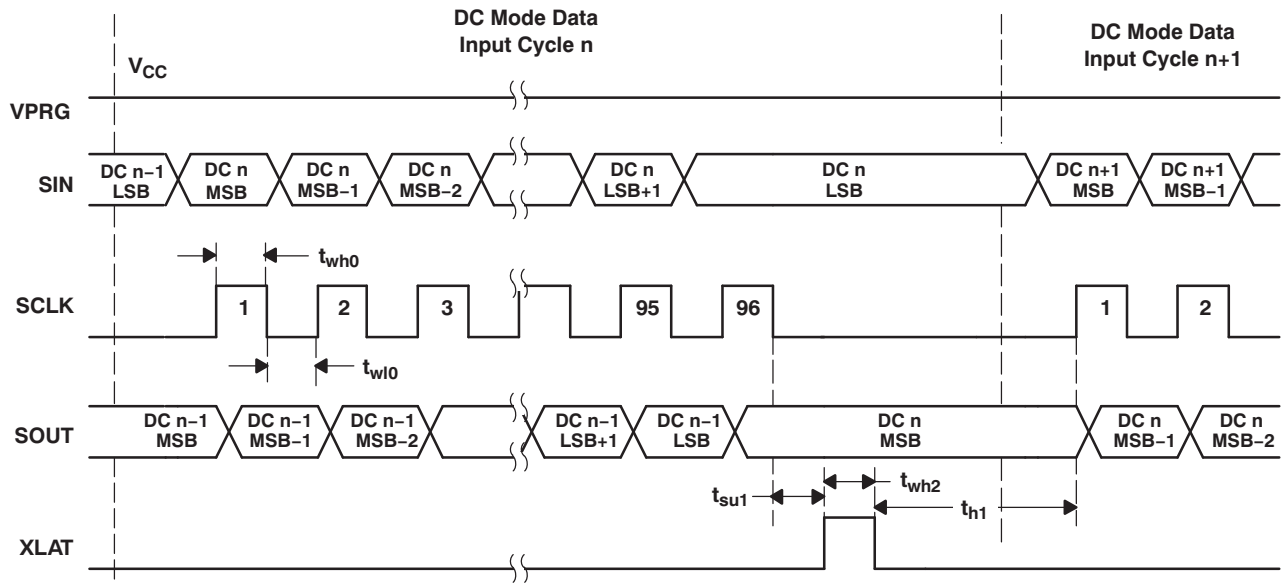 DC Mode Data
Input Cycle n
DC Mode Data
Input Cycle n+1
VCC
VPRG
SIN
DC n−1
LSB
DC n
MSB
DC n
MSB−1
DC n
MSB−2
DC n
LSB+1
DC n
LSB
DC n+1
MSB
DC n+1
MSB−1
twh0
SCLK
1
2
3
95
96
1
2
twl0
SOUT
DC n−1
MSB
DC n−1
MSB−1
DC n−1
MSB−2
DC n−1
LSB+1
DC n−1
LSB
DC n
MSB
DC n
MSB−1
DC n
MSB−2
tsu1
twh2
th1
XLAT